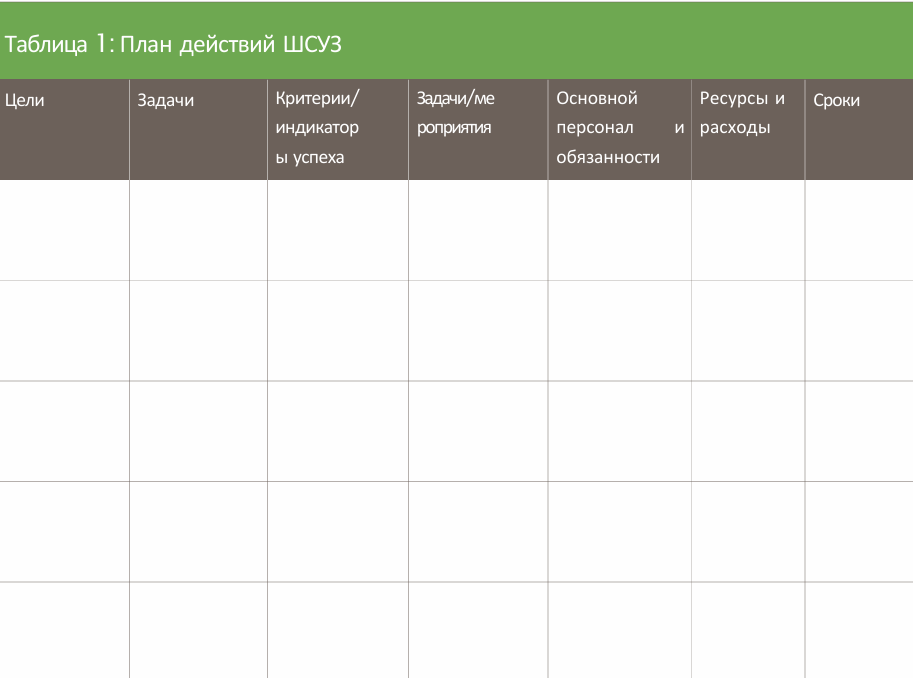 Таблица 1: План действий ШСУЗ
Цели
Задачи
Критерии/
индикатор
ы успеха
Задачи/ме
роприятия
Основной
персонал и
обязанности
Ресурсы и
расходы
Сроки